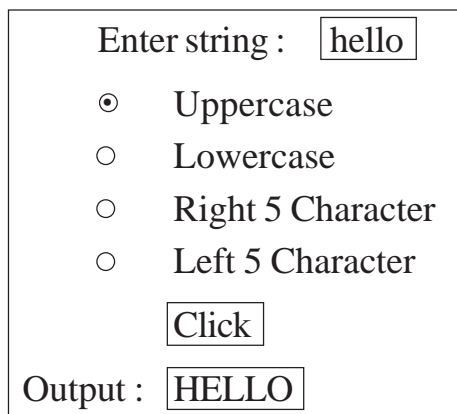 Enter string : hello
Uppercase
Lowercase
Right 5 Character
Left 5 Character
Click
Output : HELLO